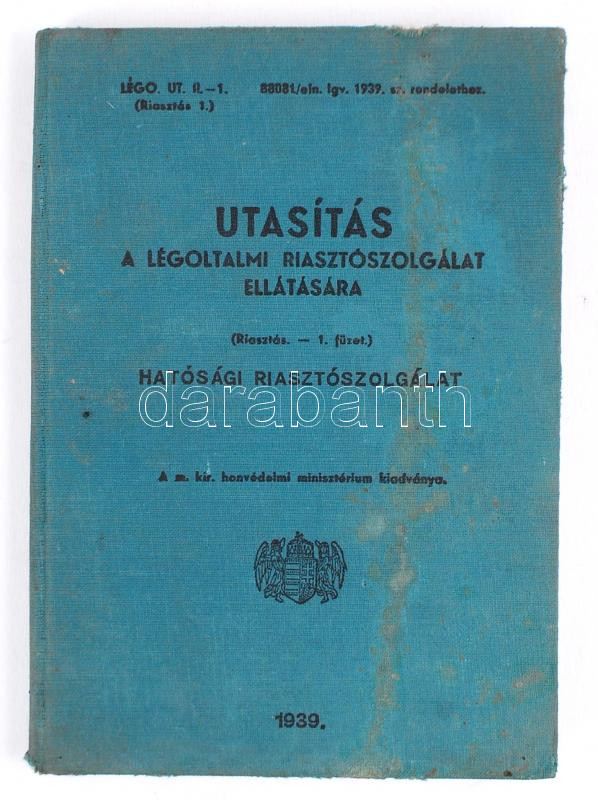 LÉGO. UT. II.—1.	88081/eln. lgv. 1939. sz. rendelethez.
(Riasztás 1.)
UTASÍTÁS
A LÉGOLTALMI RIASZTÓSZOLGÁLAT
ELLÁTÁSÁRA
(Riasztás. — 1. füzet.)
HATÓSÁGI RIASZTÓSZOLGÁLAT
darabanth
A m. kir. honvédelmi minisztérium kiadványa.
1939.